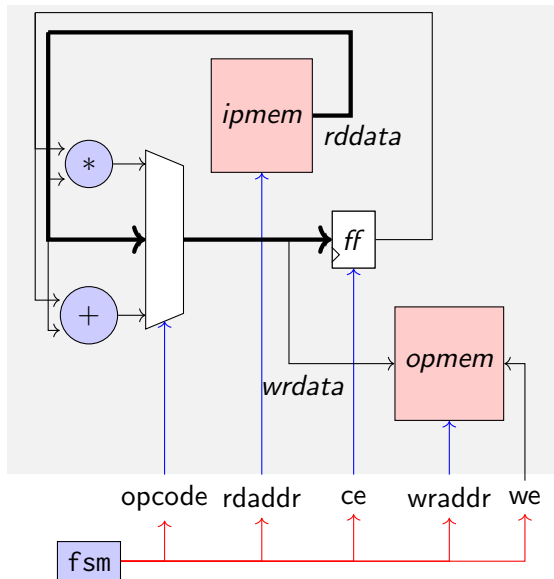 ipmem
rddata
*
ff
+
opmem
wrdata
opcode rdaddr ce wraddr we
fsm